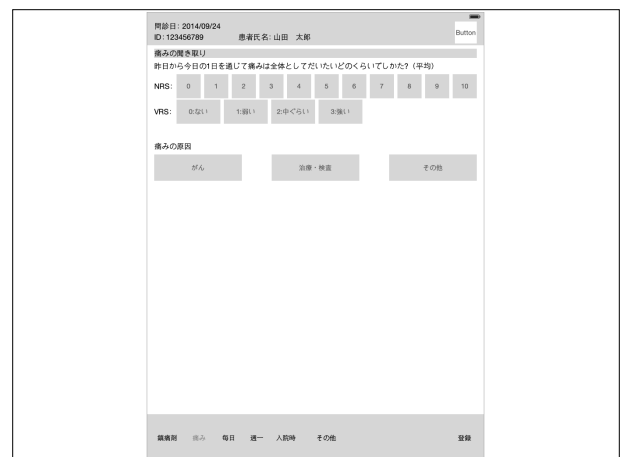 問診日: 2014/09/24
ID: 123456789 患者氏名: 山田 太郎
Button
痛みの聞き取り
昨日から今日の1日を通じて痛みは全体としてだいたいどのくらいでしたか? (平均)
NRS: 0 1 2 3 4 5 6 7 8 9 10
VRS: 0:ない 1:弱い 2:中ぐらい 3:強い
痛みの原因
がん 治療・検査 その他
鎮痛剤 痛み 毎日 週一 入院時 その他 登録